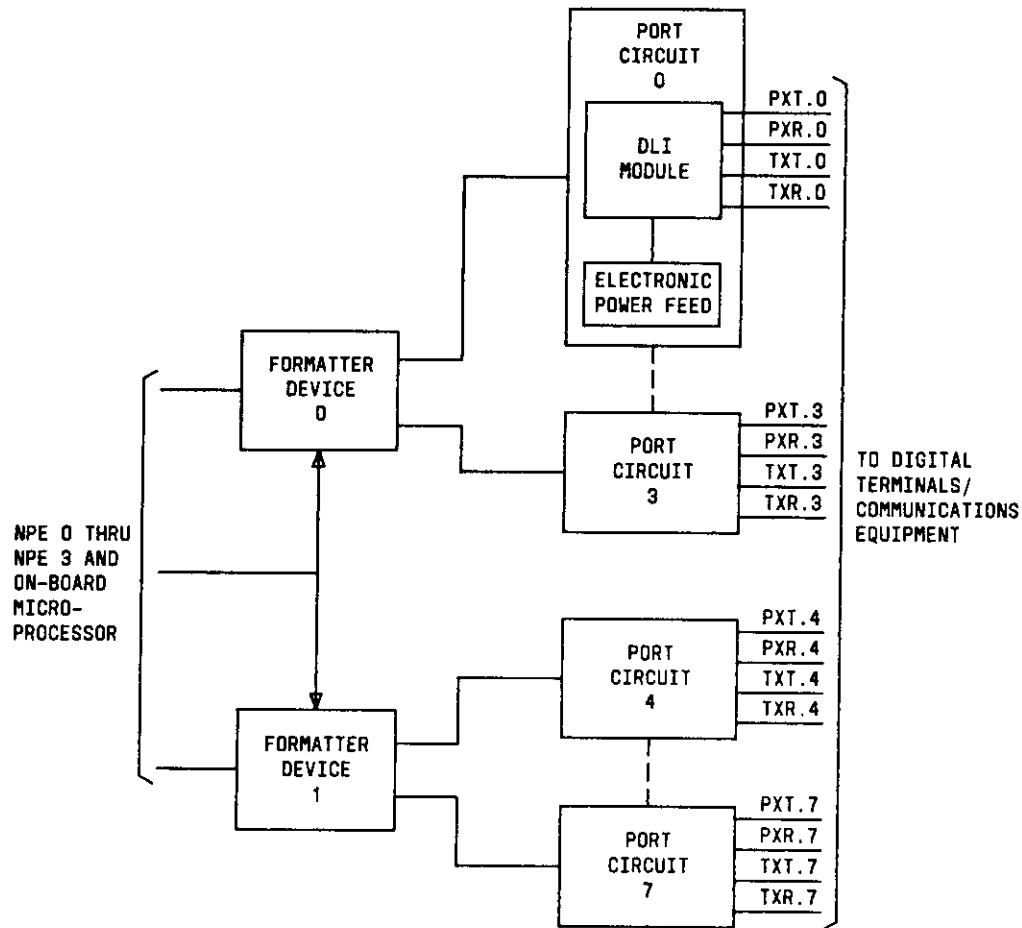 PORT
CIRCUIT
0
DLI
MODULE
ELECTRONIC
POWER FEED
PXT.0
PXR.0
TXT.0
TXR.0
FORMATTER
DEVICE
0
PORT
CIRCUIT
3
PXT.3
PXR.3
TXT.3
TXR.3
TO DIGITAL
TERMINALS/
COMMUNICATIONS
EQUIPMENT
NPE 0 THRU
NPE 3 AND
ON-BOARD
MICRO-
PROCESSOR
PORT
CIRCUIT
4
PXT.4
PXR.4
TXT.4
TXR.4
FORMATTER
DEVICE
1
PORT
CIRCUIT
7
PXT.7
PXR.7
TXT.7
TXR.7